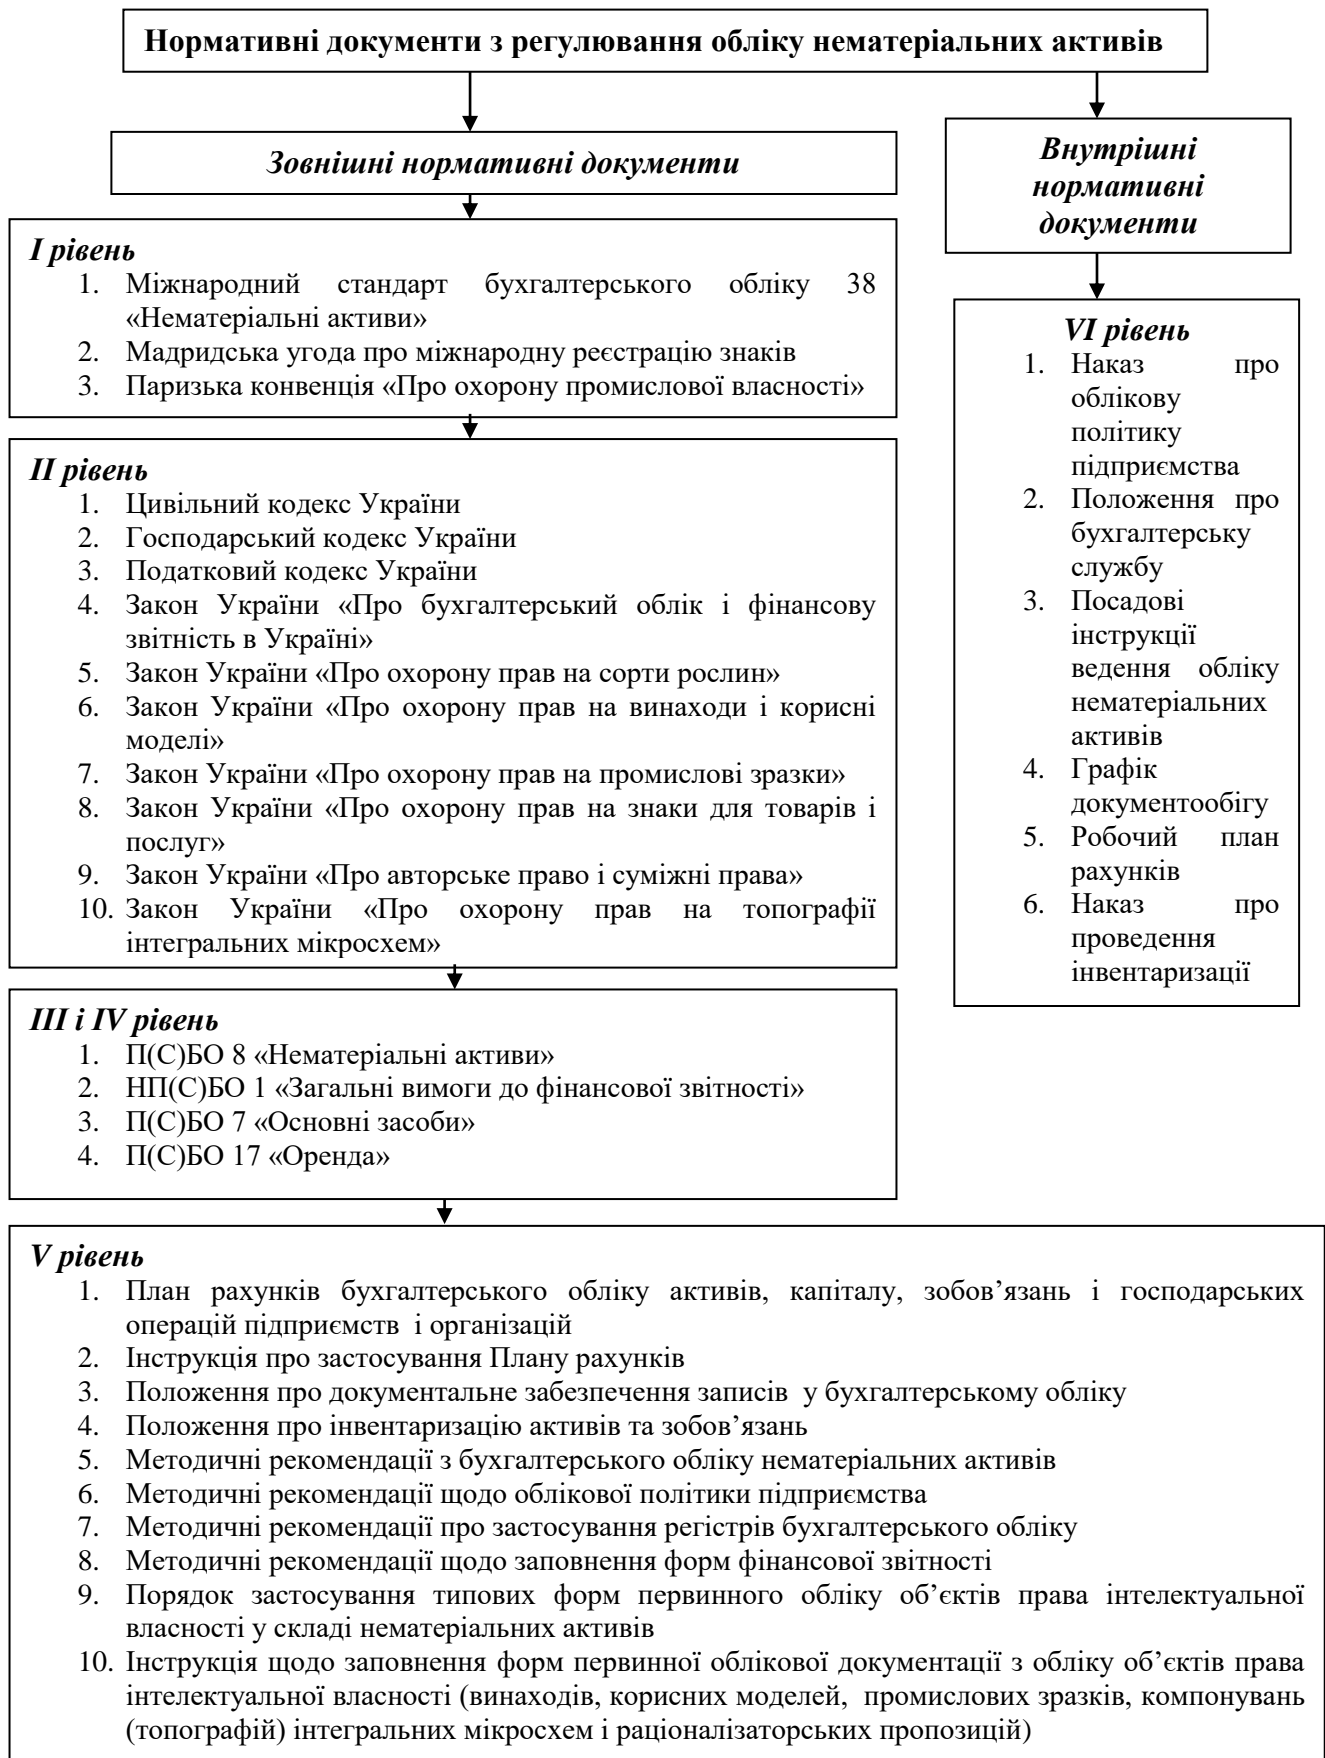 Нормативні документи з регулювання обліку нематеріальних активів
Зовнішні нормативні документи
Внутрішні
нормативні
документи
І рівень
1. Міжнародний стандарт бухгалтерського обліку 38
«Нематеріальні активи»
2. Мадридська угода про міжнародну реєстрацію знаків
3. Паризька конвенція «Про охорону промислової власності»
ІІ рівень
1. Цивільний кодекс України
2. Господарський кодекс України
3. Податковий кодекс України
4. Закон України «Про бухгалтерський облік і фінансову
звітність в Україні»
5. Закон України «Про охорону прав на сорти рослин»
6. Закон України «Про охорону прав на винаходи і корисні
моделі»
7. Закон України «Про охорону прав на промислові зразки»
8. Закон України «Про охорону прав на знаки для товарів і
послуг»
9. Закон України «Про авторське право і суміжні права»
10. Закон України «Про охорону прав на топографії
інтегральних мікросхем»
ІІІ і IV рівень
1. П(С)БО 8 «Нематеріальні активи»
2. НП(С)БО 1 «Загальні вимоги до фінансової звітності»
3. П(С)БО 7 «Основні засоби»
4. П(С)БО 17 «Оренда»
VI рівень
1. Наказ про
облікову
політику
підприємства
2. Положення про
бухгалтерську
службу
3. Посадові
інструкції
ведення обліку
нематеріальних
активів
4. Графік
документообігу
5. Робочий план
рахунків
6. Наказ про
проведення
інвентаризації
V рівень
1. План рахунків бухгалтерського обліку активів, капіталу, зобов’язань і господарських
операцій підприємств і організацій
2. Інструкція про застосування Плану рахунків
3. Положення про документальне забезпечення записів у бухгалтерському обліку
4. Положення про інвентаризацію активів та зобов’язань
5. Методичні рекомендації з бухгалтерського обліку нематеріальних активів
6. Методичні рекомендації щодо облікової політики підприємства
7. Методичні рекомендації про застосування регістрів бухгалтерського обліку
8. Методичні рекомендації щодо заповнення форм фінансової звітності
9. Порядок застосування типових форм первинного обліку об’єктів права інтелектуальної
власності у складі нематеріальних активів
10. Інструкція щодо заповнення форм первинної облікової документації з обліку об’єктів права
інтелектуальної власності (винаходів, корисних моделей, промислових зразків, компонувань
(топографій) інтегральних мікросхем і раціоналізаторських пропозицій)